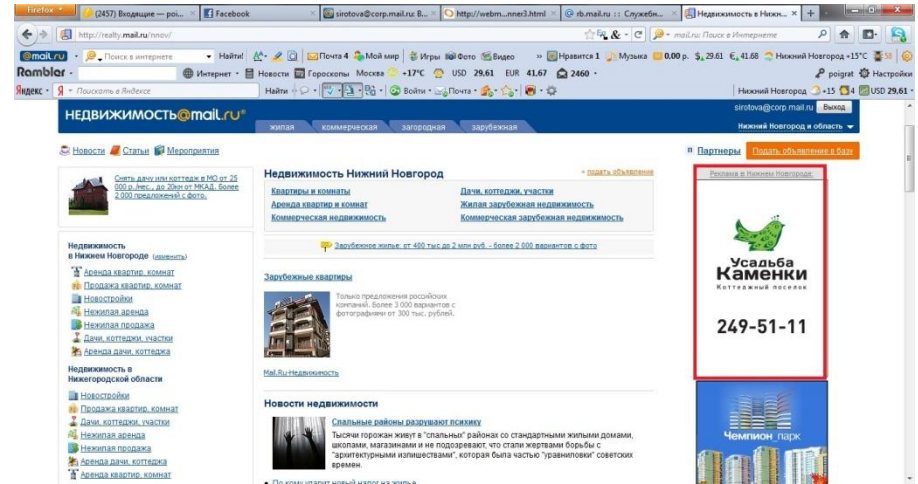 Firefox
(2457) Входящие — poi...
Facebook
sirotova@corp.mail.ru: В...
http://webm...nner3.html
rb.mail.ru :: Служебн...
Недвижимость в Нижн...
http://realty.mail.ru/nnov/
mail.ru: Поиск в Интернете
@mail.ru
Поиск в интернете
Найти!
Почта 4
Мой мир
Игры
Фото
Видео
Нравится 1
Музыка
0,00 р.
$ 29.61
€ 41.68
Нижний Новгород +15°C
Rambler
Интернет
Новости
Гороскопы
Москва
-17°C
USD 29,61
EUR 41.67
2460
poigrat
Настройки
Яндекс
Поискать в Яндексе
Найти
Войти
Почта
Нижний Новгород
+15
4
USD 29,61
НЕДВИЖИМОСТЬ@mail.ru
жилая
коммерческая
загородная
зарубежная
sirotova@corp.mail.ru
Выход
Нижний Новгород и область
Новости
Статьи
Мероприятия
Партнеры
Подать объявление в базу
Снять дачу или коттедж в МО от 25
000 р./мес., до 20км от МКАД. Более
2 000 предложений с фото.
Недвижимость Нижний Новгород
подать объявление
Квартиры и комнаты
Дачи, коттеджи, участки
Аренда квартир и комнат
Жилая зарубежная недвижимость
Коммерческая недвижимость
Коммерческая зарубежная недвижимость
Зарубежное жилье: от 400 тыс.до 2 млн руб. - более 2 000 вариантов с фото
Недвижимость
в Нижнем Новгороде (изменить)
Аренда квартир, комнат
Продажа квартир, комнат
Новостройки
Нежилая аренда
Нежилая продажа
Дачи, коттеджи, участки
Аренда дачи, коттеджа
Недвижимость в
Нижегородской области
Новостройки
Продажа квартир, комнат
Дачи, коттеджи, участки
Нежилая аренда
Нежилая продажа
Аренда дачи, коттеджа
Аренда квартир, комнат
Зарубежные квартиры
Только предложения российских
компаний. Более 3 000 вариантов с
фотографиями от 300 тыс. рублей.
Mail.Ru-Недвижимость
Новости недвижимости
Спальные районы разрушают психику
Тысячи горожан живут в "спальных" районах со стандартными жилыми домами,
школами, магазинами и не подозревают, что стали жертвами борьбы с
"архитектурными излишествами", которая была частью "уравниловки" советских
времен.
По кому ударит новый налог на жилье
Реклама в Нижнем Новгороде:
Усадьба
Каменки
Коттеджный поселок
249-51-11
Чемпион парк